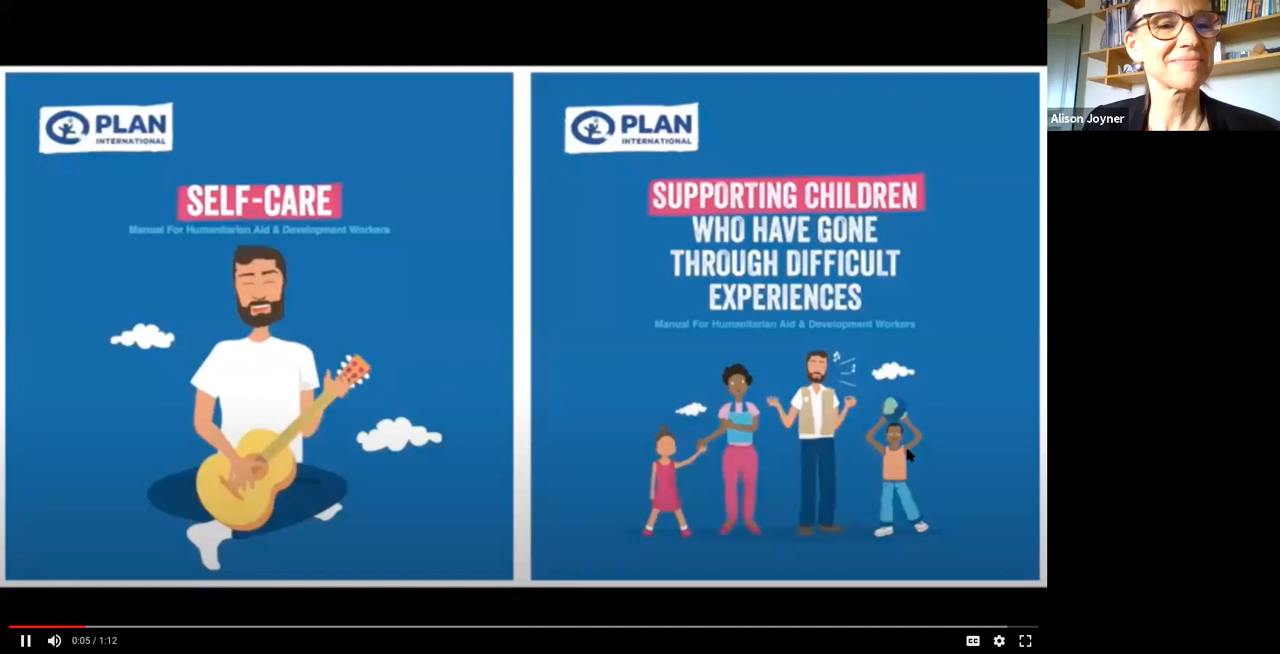 PLAN
INTERNATIONAL
SELF-CARE
Manual For Humanitarian Aid & Development Workers
PLAN
INTERNATIONAL
SUPPORTING CHILDREN
WHO HAVE GONE
THROUGH DIFFICULT
EXPERIENCES
Manual For Humanitarian Aid & Development Workers
Alison Joyner
0:05 / 1:12
CC